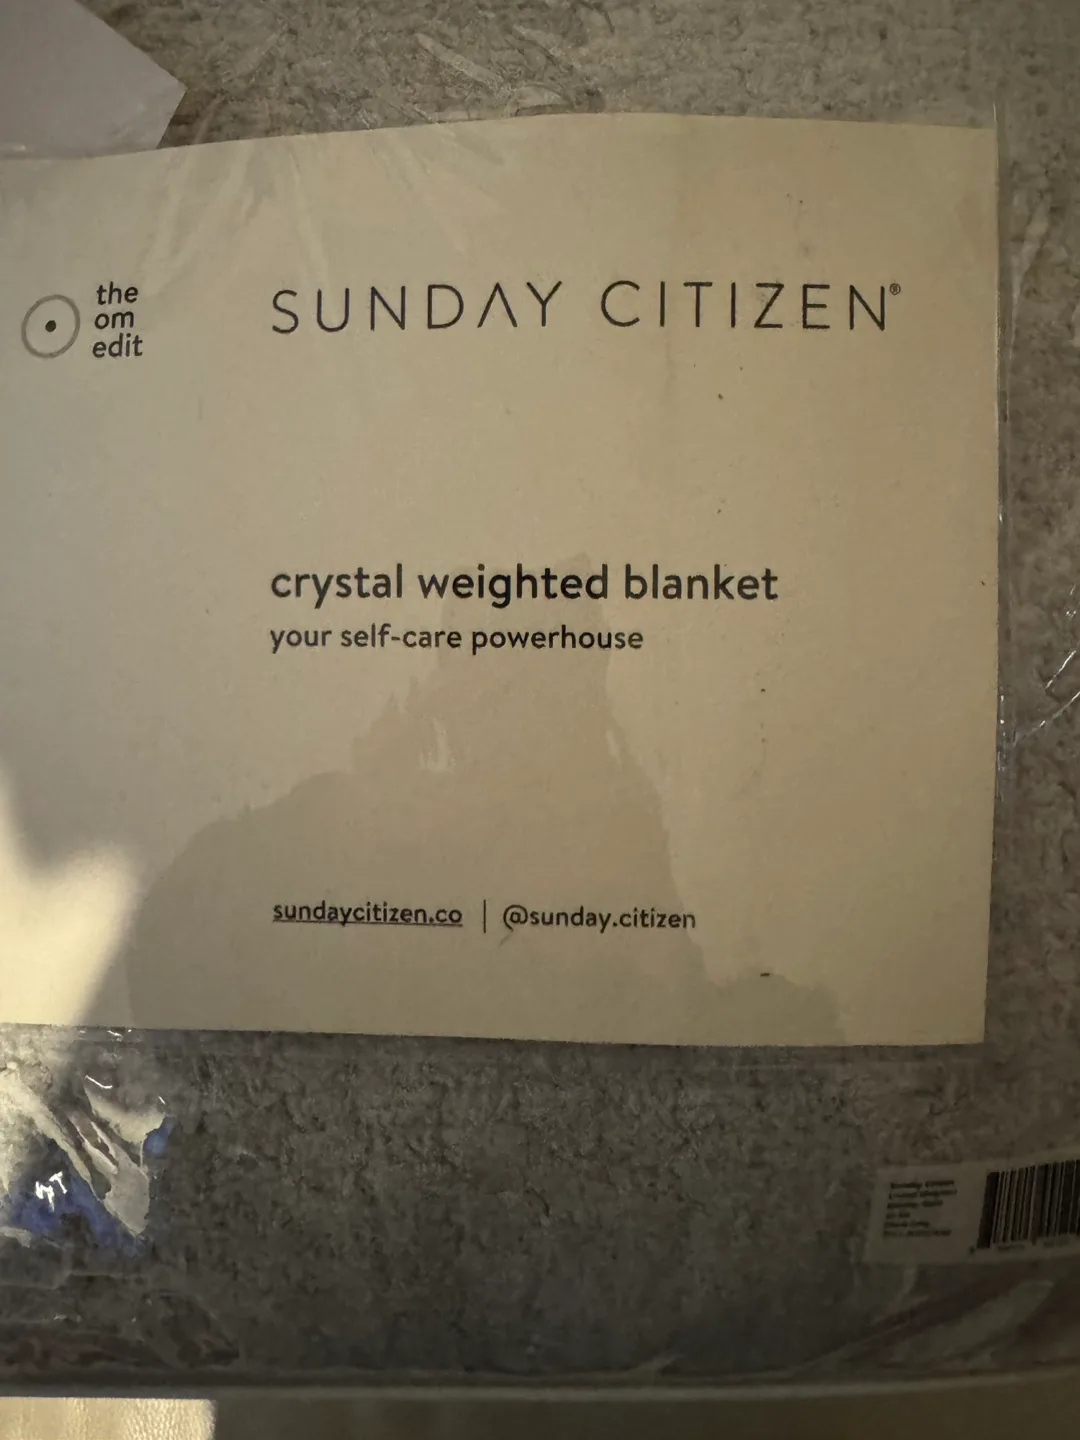 the
om
edit
SUNDAY CITIZEN®
crystal weighted blanket
your self-care powerhouse
sundaycitizen.co | @sunday.citizen